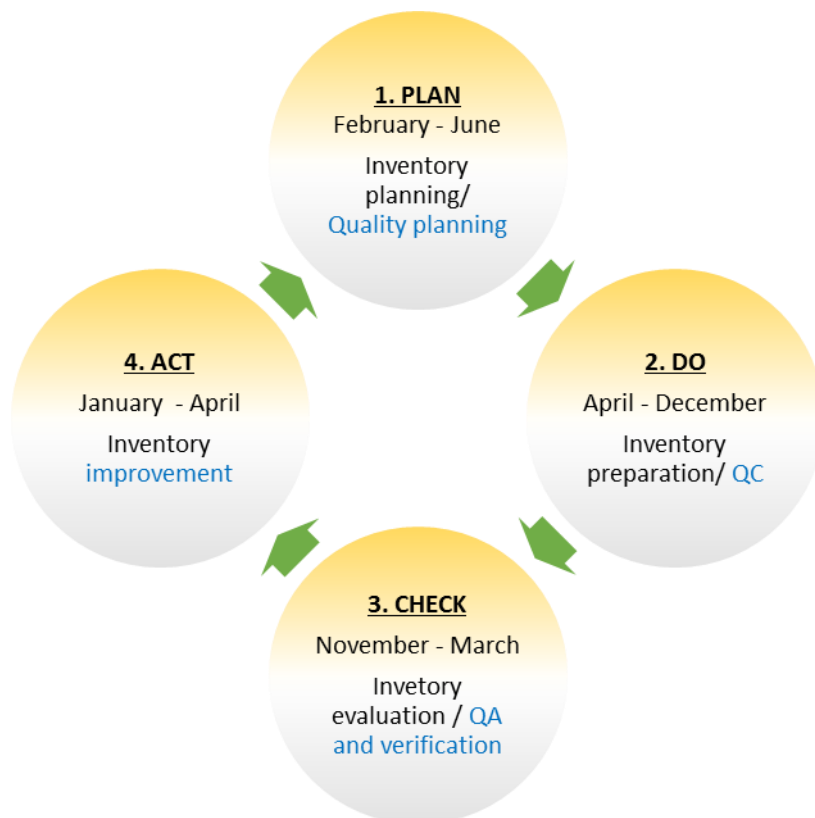 1. PLAN
February - June
Inventory
planning/
Quality planning
2. DO
April - December
Inventory
preparation/ QC
3. CHECK
November - March
Invetory
evaluation / QA
and verification
4. ACT
January  - April
Inventory
improvement